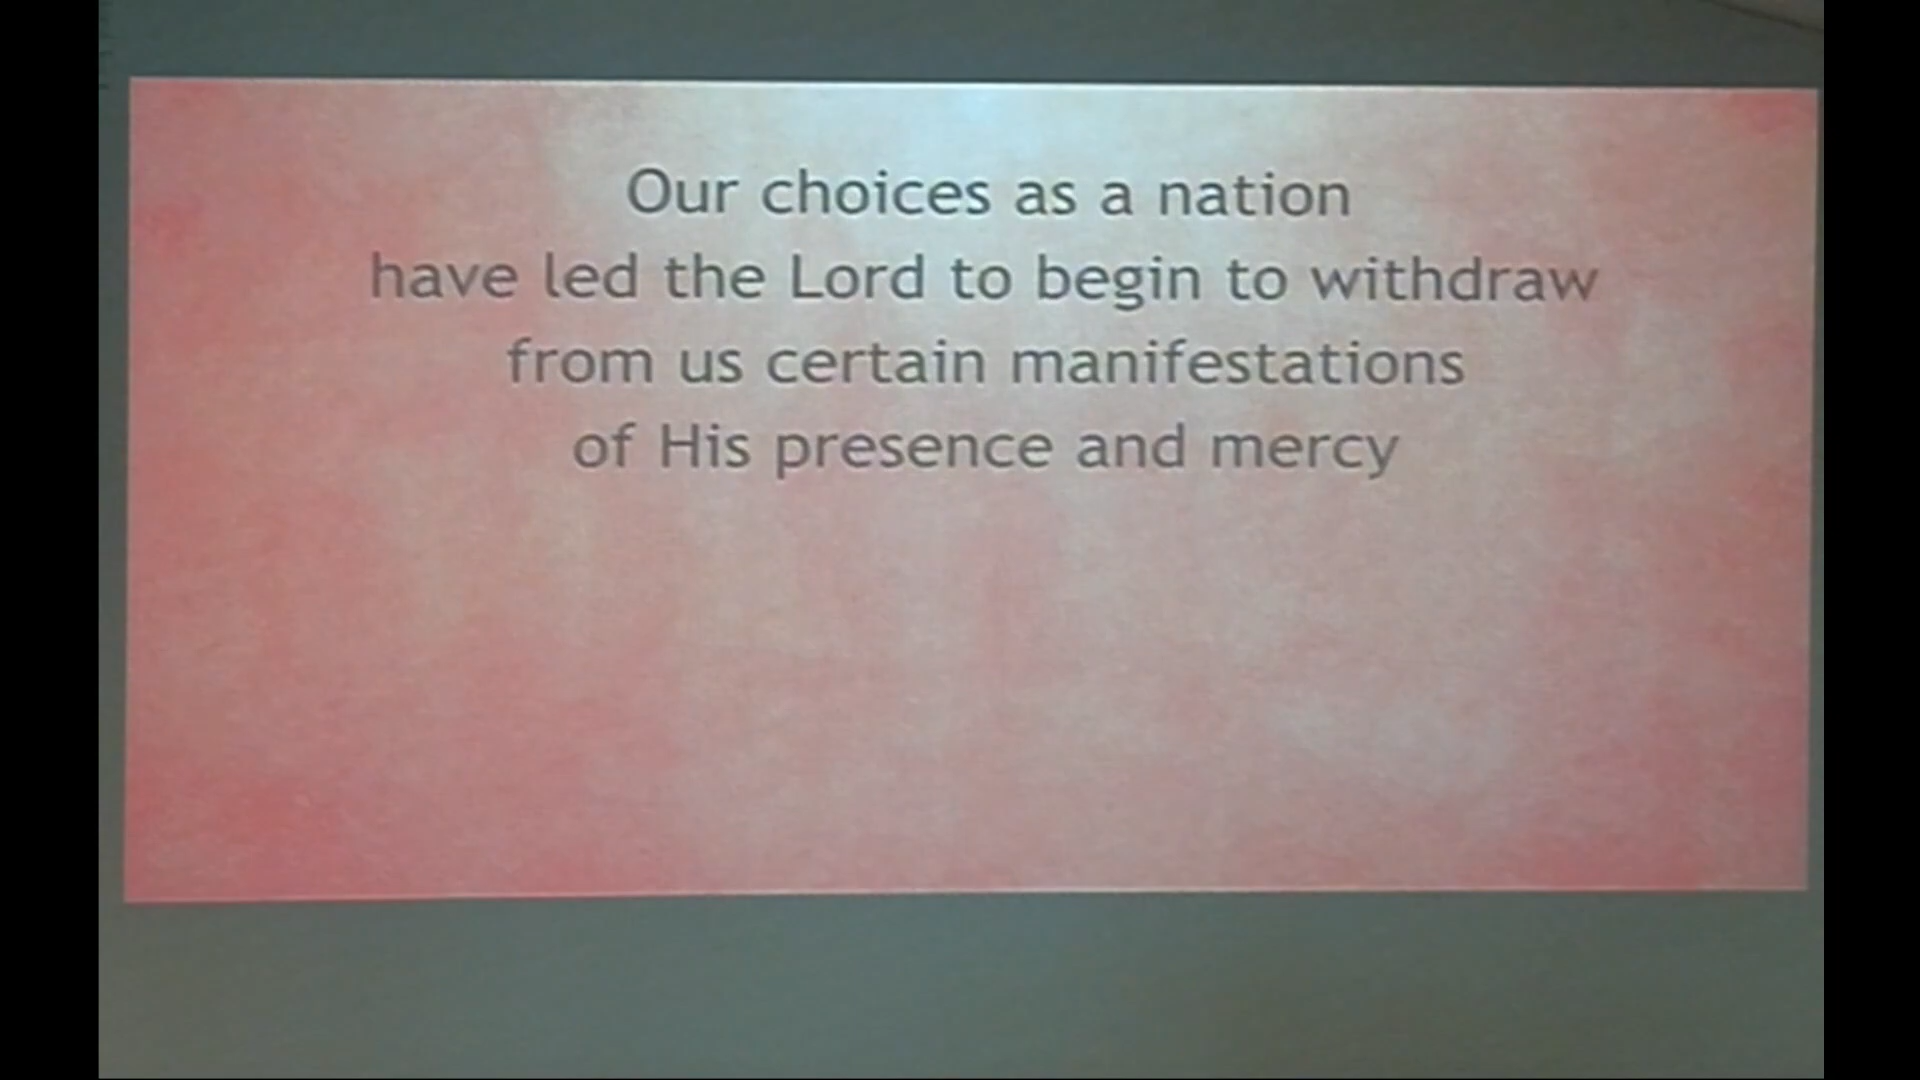 Our choices as a nation
have led the Lord to begin to withdraw
from us certain manifestations
of His presence and mercy